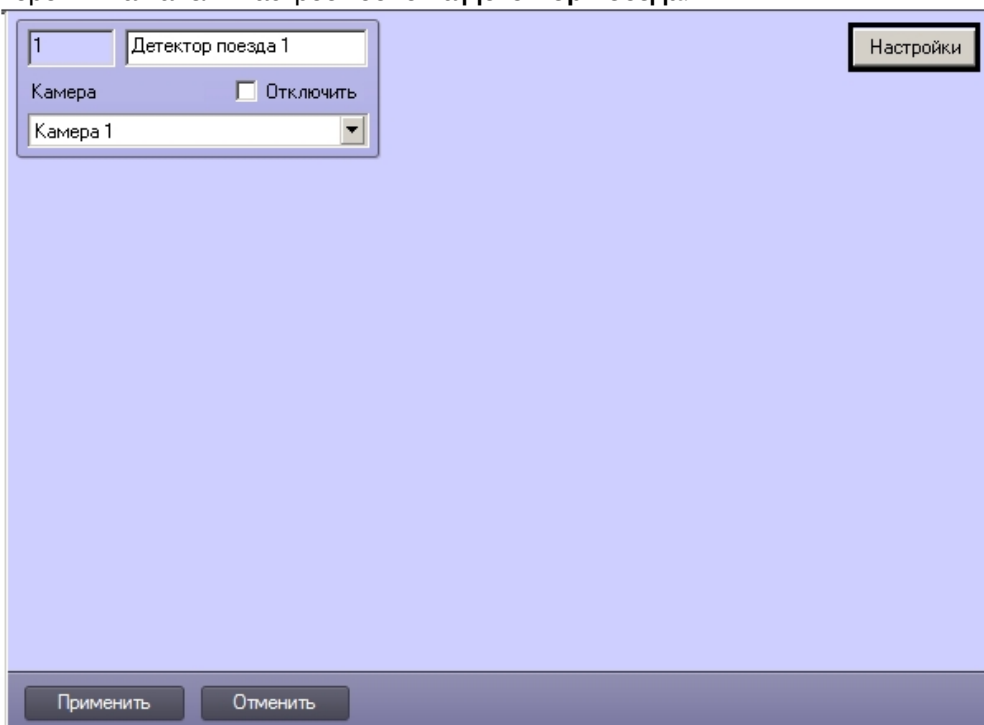 1
Детектор поезда 1
Настройки
Камера
Отключить
Камера 1
Применить
Отменить